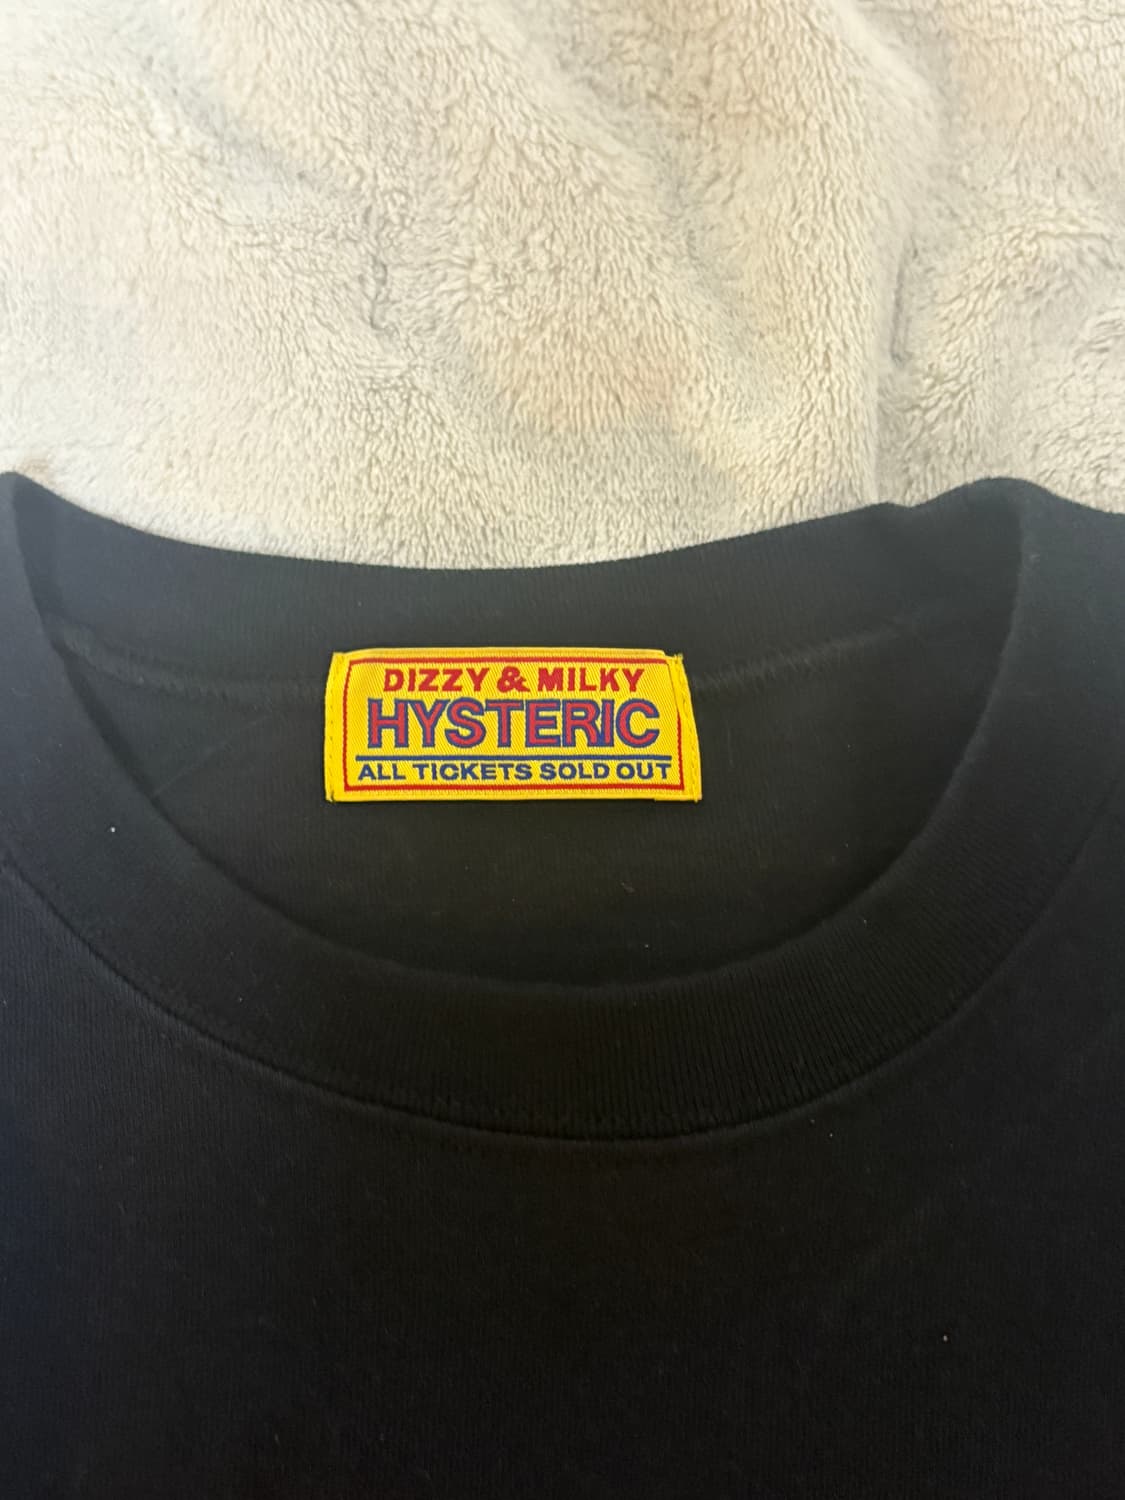 DIZZY & MILKY
HYSTERIC
ALL TICKETS SOLD OUT